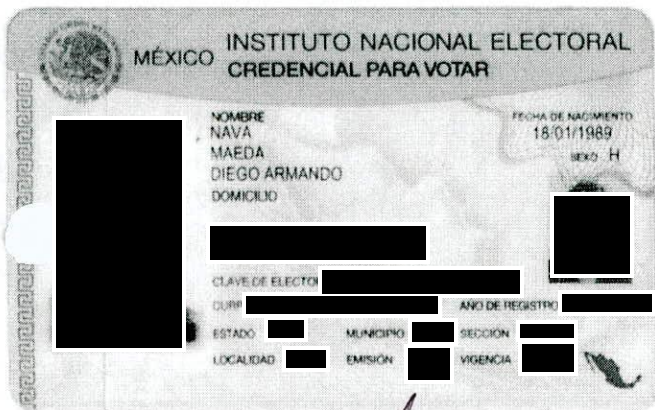 MÉXICO INSTITUTO NACIONAL ELECTORAL
CREDENCIAL PARA VOTAR
NOMBRE
NAVA
MAEDA
DIEGO ARMANDO
FECHA DE NACIMIENTO
18/01/1989
SEXO H
DOMICILIO
CLAVE DE ELECTOR
CURP
AÑO DE REGISTRO
ESTADO MUNICIPIO SECCIÓN
LOCALIDAD EMISIÓN VIGENCIA